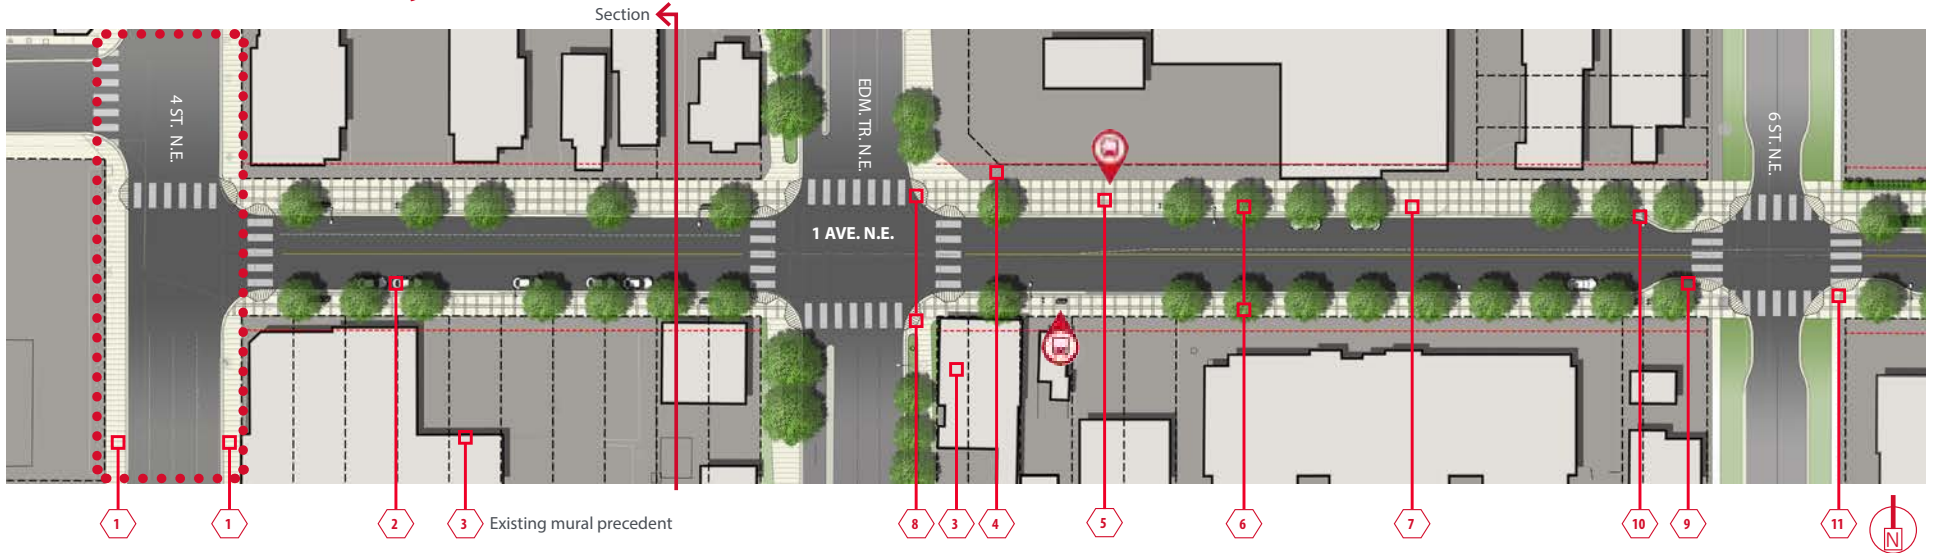 Section
4 ST. N.E.
EDM. TR. N.E.
6 ST. N.E.
1 AVE. N.E.
1
1
2
3
Existing mural precedent
8
3
4
5
6
7
10
9
11
N